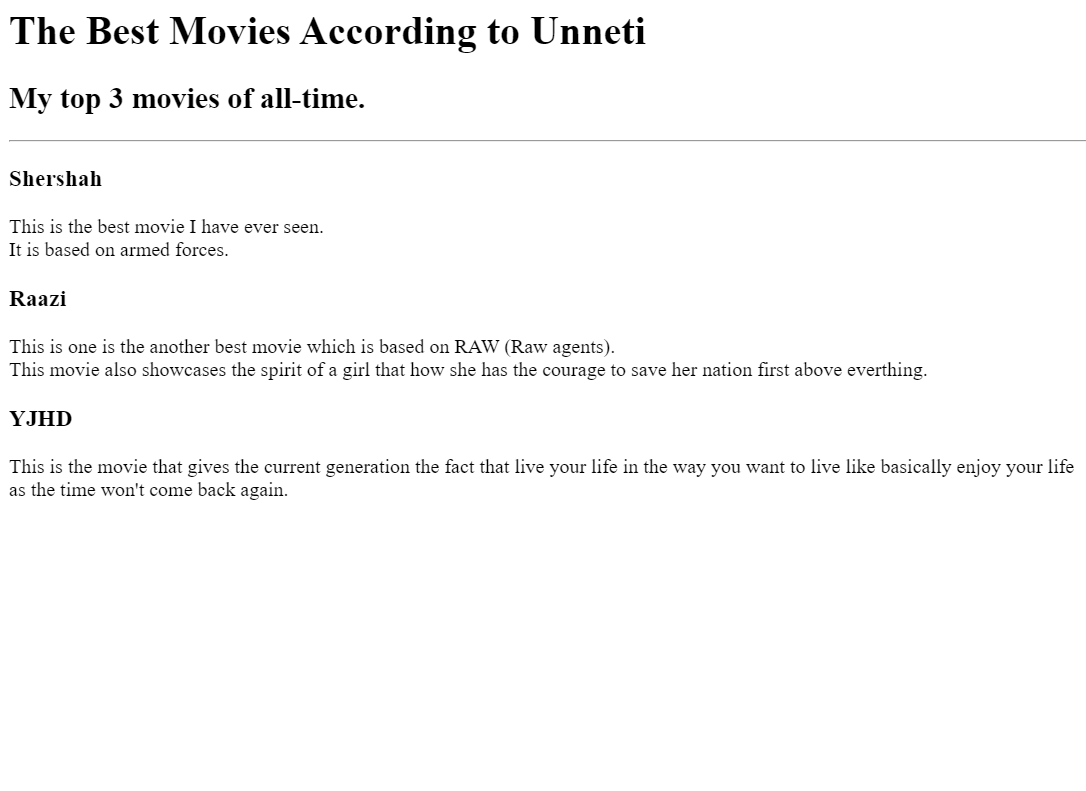 The Best Movies According to Unneti
My top 3 movies of all-time.
Shershah
This is the best movie I have ever seen.
It is based on armed forces.
Raazi
This is one is the another best movie which is based on RAW (Raw agents).
This movie also showcases the spirit of a girl that how she has the courage to save her nation first above everthing.
YJHD
This is the movie that gives the current generation the fact that live your life in the way you want to live like basically enjoy your life
as the time won't come back again.